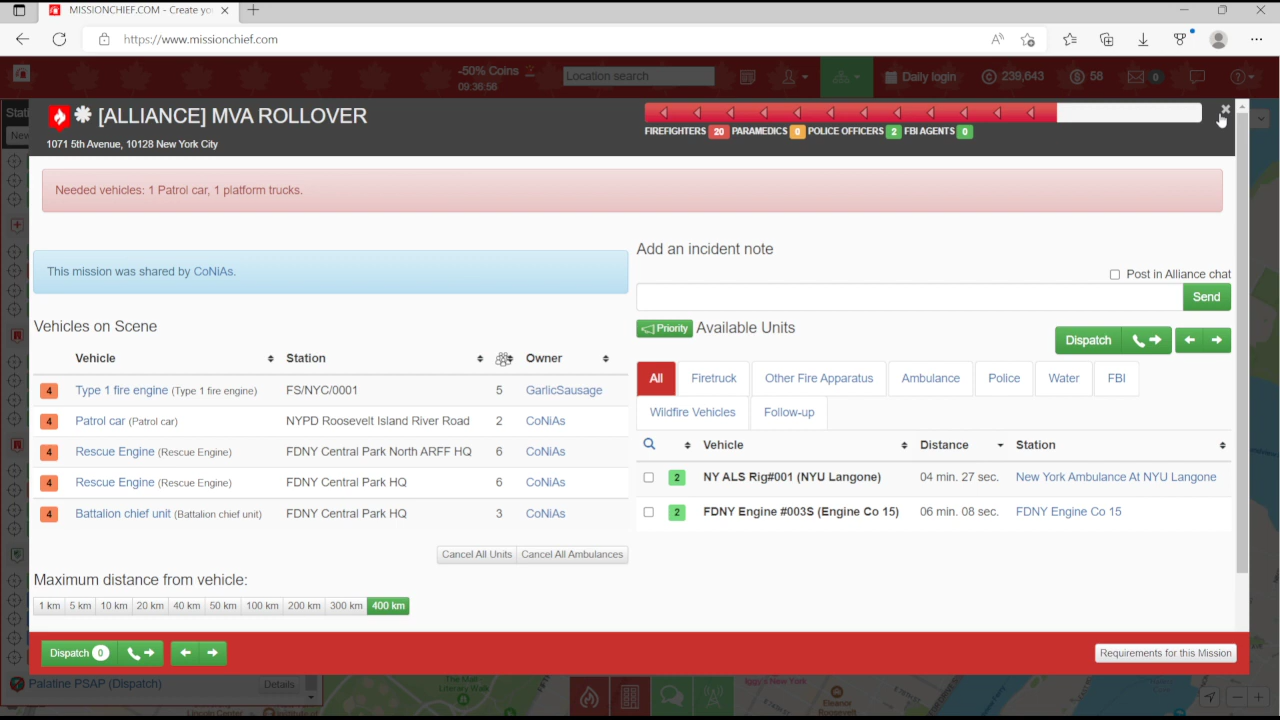 MISSIONCHIEF.COM - Create yo
https://www.missionchief.com
-50% Coins
09:36:56
Location search
Daily login
239,643
58
0
Stati
New
[ALLIANCE] MVA ROLLOVER
1071 5th Avenue, 10128 New York City
FIREFIGHTERS 20 PARAMEDICS 0 POLICE OFFICERS 2 FBI AGENTS 0
Needed vehicles: 1 Patrol car, 1 platform trucks.
This mission was shared by CoNiAs.
Add an incident note
Post in Alliance chat
Send
Vehicles on Scene
Vehicle Station Owner
4 Type 1 fire engine (Type 1 fire engine) FS/NYC/0001 5 GarlicSausage
4 Patrol car (Patrol car) NYPD Roosevelt Island River Road 2 CoNiAs
4 Rescue Engine (Rescue Engine) FDNY Central Park North ARFF HQ 6 CoNiAs
4 Rescue Engine (Rescue Engine) FDNY Central Park HQ 6 CoNiAs
4 Battalion chief unit (Battalion chief unit) FDNY Central Park HQ 3 CoNiAs
Cancel All Units Cancel All Ambulances
Maximum distance from vehicle:
1 km 5 km 10 km 20 km 40 km 50 km 100 km 200 km 300 km 400 km
Priority Available Units
Dispatch
All Firetruck Other Fire Apparatus Ambulance Police Water FBI
Wildfire Vehicles Follow-up
Vehicle Distance Station
2 NY ALS Rig#001 (NYU Langone) 04 min. 27 sec. New York Ambulance At NYU Langone
2 FDNY Engine #003S (Engine Co 15) 06 min. 08 sec. FDNY Engine Co 15
Dispatch 0
Requirements for this Mission
Palatine PSAP (Dispatch) Details
The Mall
Literary Walk
Iggy's New York
Eleanor
Roosevelt